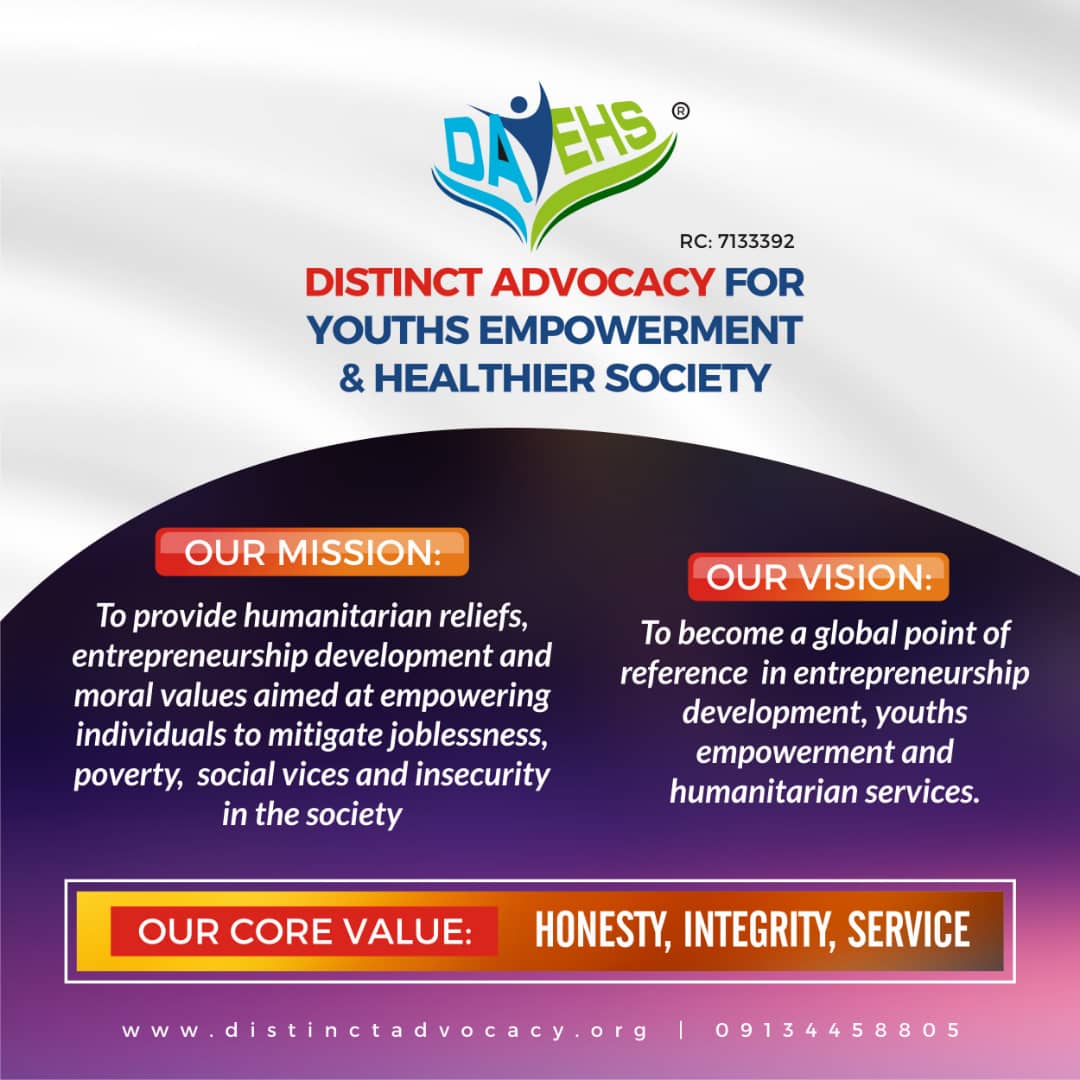 DAYEHS ®
RC: 7133392
DISTINCT ADVOCACY FOR
YOUTHS EMPOWERMENT
& HEALTHIER SOCIETY
OUR MISSION:
To provide humanitarian reliefs,
entrepreneurship development and
moral values aimed at empowering
individuals to mitigate joblessness,
poverty, social vices and insecurity
in the society
OUR VISION:
To become a global point of
reference in entrepreneurship
development, youths
empowerment and
humanitarian services.
OUR CORE VALUE: HONESTY, INTEGRITY, SERVICE
www.distinctadvocacy.org | 09134458805